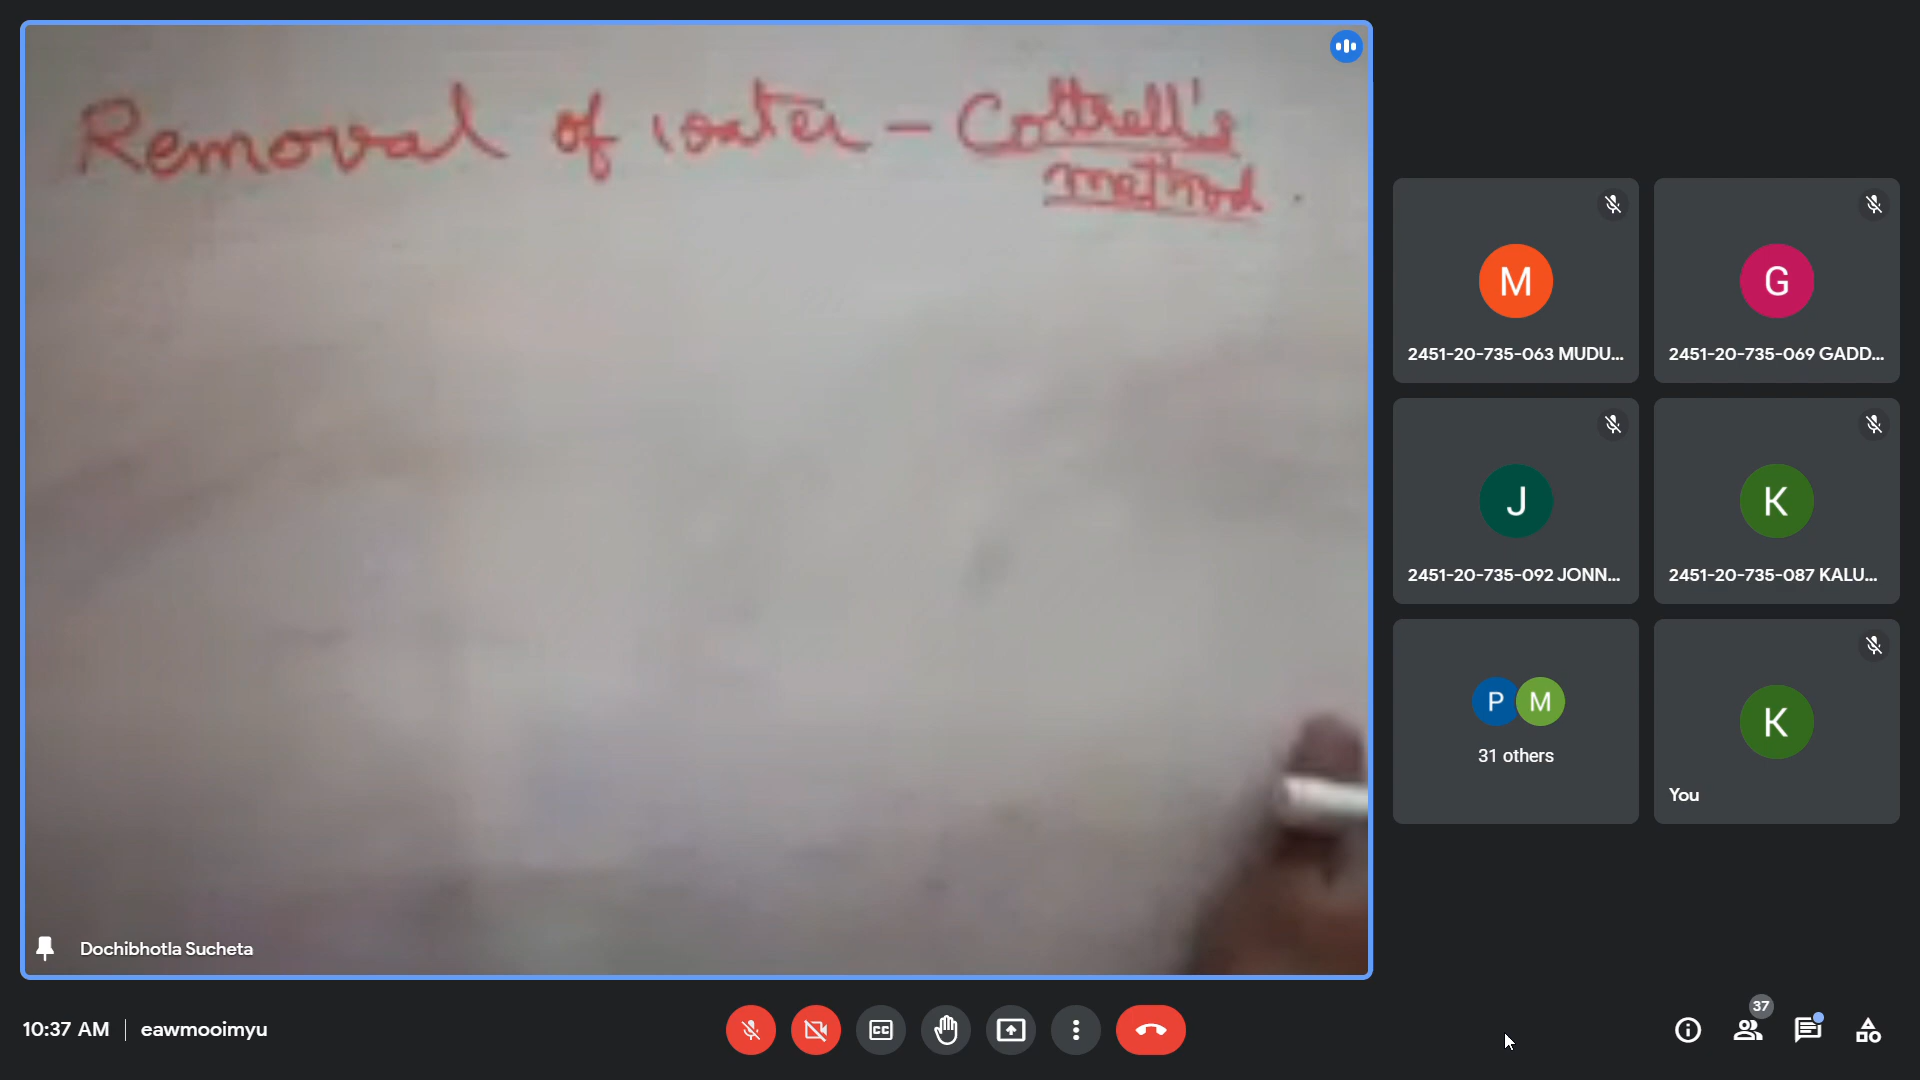 Removal of water - Cottrell's
method.
2451-20-735-063 MUDU...
2451-20-735-069 GADD...
2451-20-735-092 JONN...
2451-20-735-087 KALU...
M
G
J
K
P M
31 others
K
You
Dochibhotla Sucheta
10:37 AM | eawmooimyu
CC
37